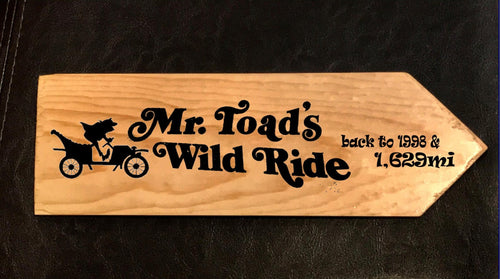 Mr. Toad's
Wild Ride
back to 1998 &
1,629mi